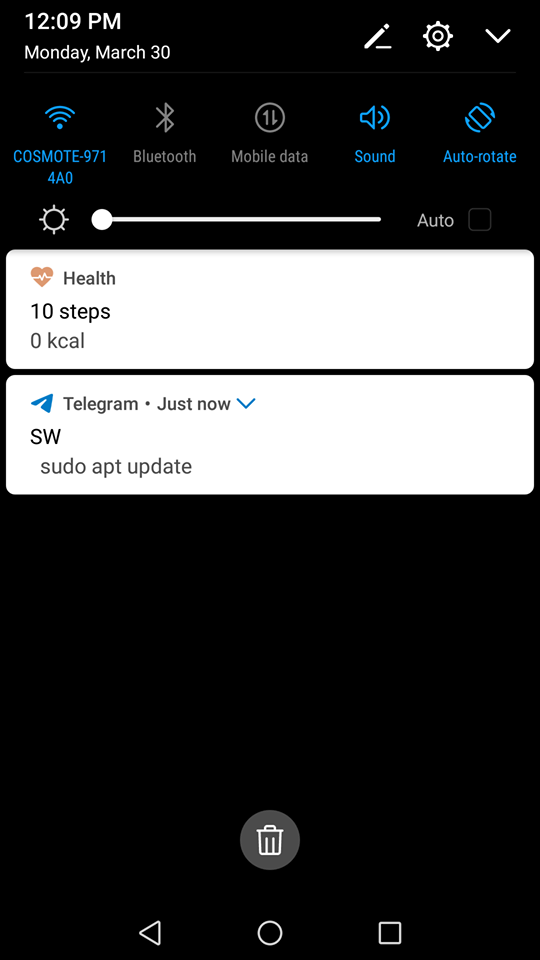 12:09 PM
Monday, March 30
COSMOTE-971
4A0
Bluetooth
Mobile data
Sound
Auto-rotate
Auto
Health
10 steps
0 kcal
Telegram • Just now
SW
sudo apt update